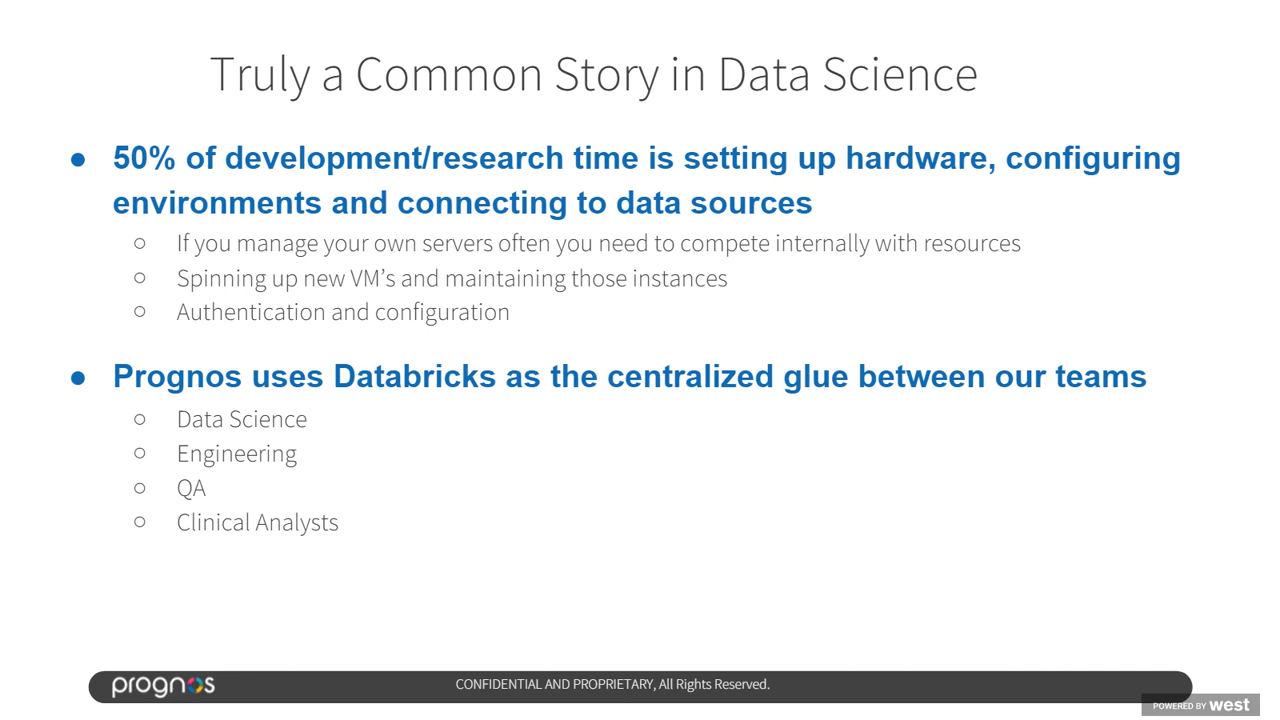 Truly a Common Story in Data Science
● 50% of development/research time is setting up hardware, configuring
environments and connecting to data sources
○ If you manage your own servers often you need to compete internally with resources
○ Spinning up new VM’s and maintaining those instances
○ Authentication and configuration
● Prognos uses Databricks as the centralized glue between our teams
○ Data Science
○ Engineering
○ QA
○ Clinical Analysts
prognos
CONFIDENTIAL AND PROPRIETARY, All Rights Reserved.
POWERED BY west